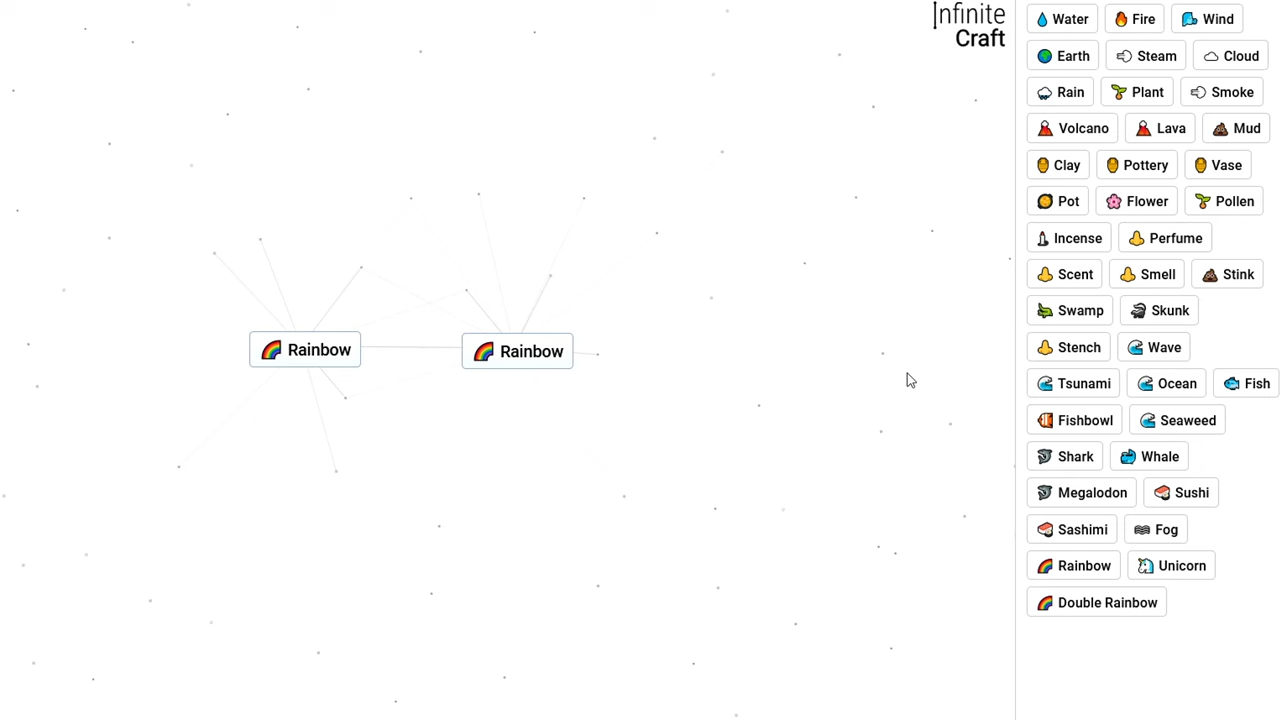 Infinite
Craft
Water Fire Wind
Earth Steam Cloud
Rain Plant Smoke
Volcano Lava Mud
Clay Pottery Vase
Pot Flower Pollen
Incense Perfume
Scent Smell Stink
Swamp Skunk
Stench Wave
Rainbow Rainbow
Tsunami Ocean Fish
Fishbowl Seaweed
Shark Whale
Megalodon Sushi
Sashimi Fog
Rainbow Unicorn
Double Rainbow